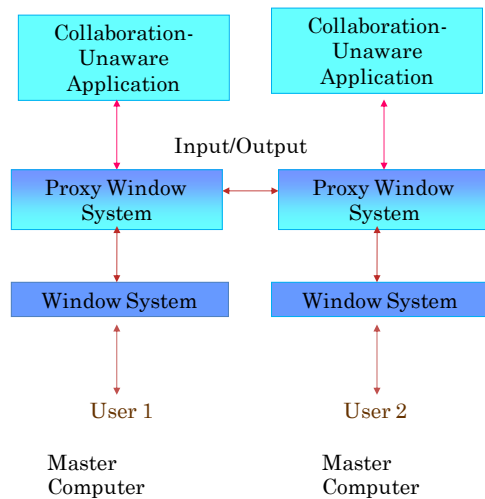 Collaboration-
Unaware
Application
Collaboration-
Unaware
Application
Input/Output
Proxy Window
System
Proxy Window
System
Window System
Window System
User 1
User 2
Master
Computer
Master
Computer